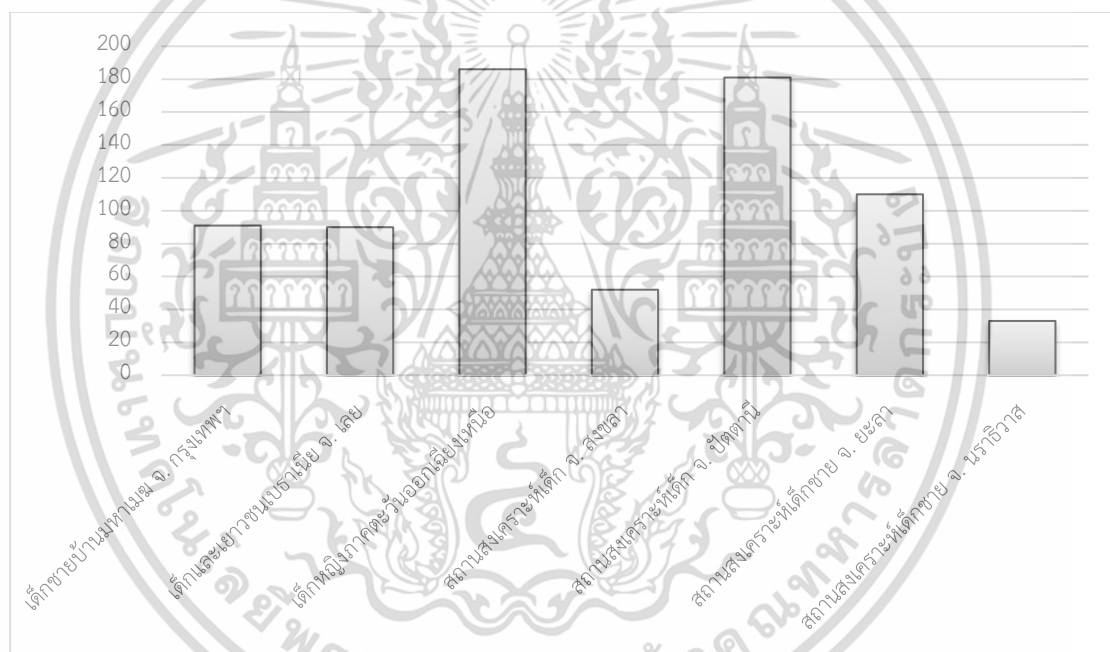 200
180
160
140
120
100
80
60
40
20
0
เด็กชายบ้านมหาเมฆ จ. กรุงเทพฯ
เด็กและเยาวชนเบธาเนีย จ. เลย
เด็กหญิงภาคตะวันออกเฉียงเหนือ
สถานสงเคราะห์เด็ก จ. สงขลา
สถานสงเคราะห์เด็ก จ. ปัตตานี
สถานสงเคราะห์เด็กชาย จ. ยะลา
สถานสงเคราะห์เด็กชาย จ. นราธิวาส